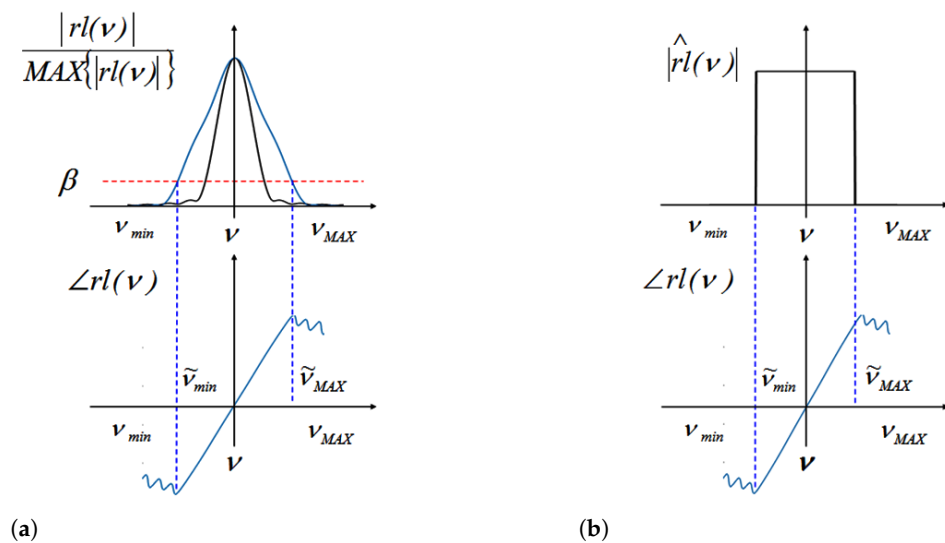 |rl(ν)|
MAX{|rl(ν)|}
β
ν_min
ν
ν_MAX
∠rl(ν)
ν̃_min
ν̃_MAX
ν_min
ν
ν_MAX
(a)
|r̂l(ν)|
ν_min
ν
ν_MAX
∠rl(ν)
ν̃_min
ν̃_MAX
ν_min
ν
ν_MAX
(b)